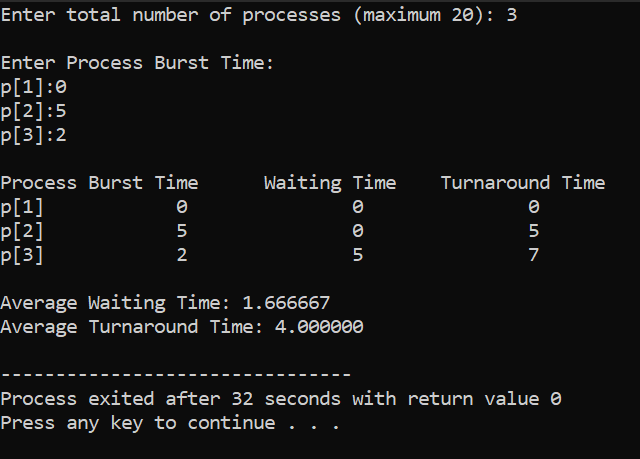 Enter total number of processes (maximum 20): 3
Enter Process Burst Time:
p[1]:0
p[2]:5
p[3]:2
Process Burst Time      Waiting Time    Turnaround Time
p[1]            0               0               0
p[2]            5               0               5
p[3]            2               5               7
Average Waiting Time: 1.666667
Average Turnaround Time: 4.000000
--------------------------------
Process exited after 32 seconds with return value 0
Press any key to continue . . .